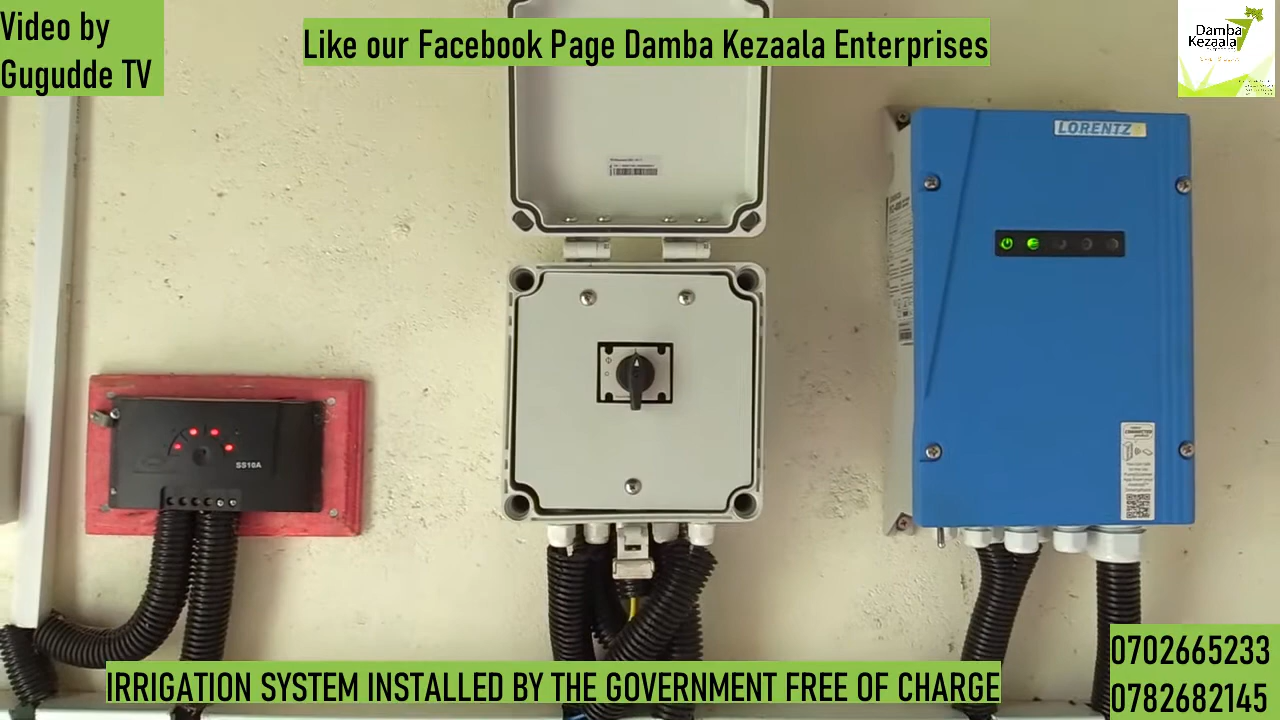 Video by
Gugudde TV
Like our Facebook Page Damba Kezaala Enterprises
Damba
Kezaala
LORENTZ
SS10A
IRRIGATION SYSTEM INSTALLED BY THE GOVERNMENT FREE OF CHARGE
0702665233
0782682145